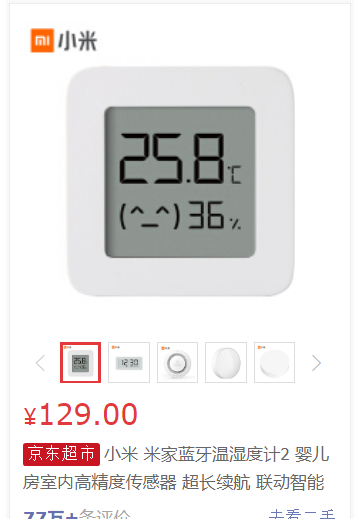 小米
25.8℃
(^_^) 36%
12:30
¥129.00
京东超市 小米 米家蓝牙温湿度计2 婴儿
房室内高精度传感器 超长续航 联动智能
77万+条评价 去看二手